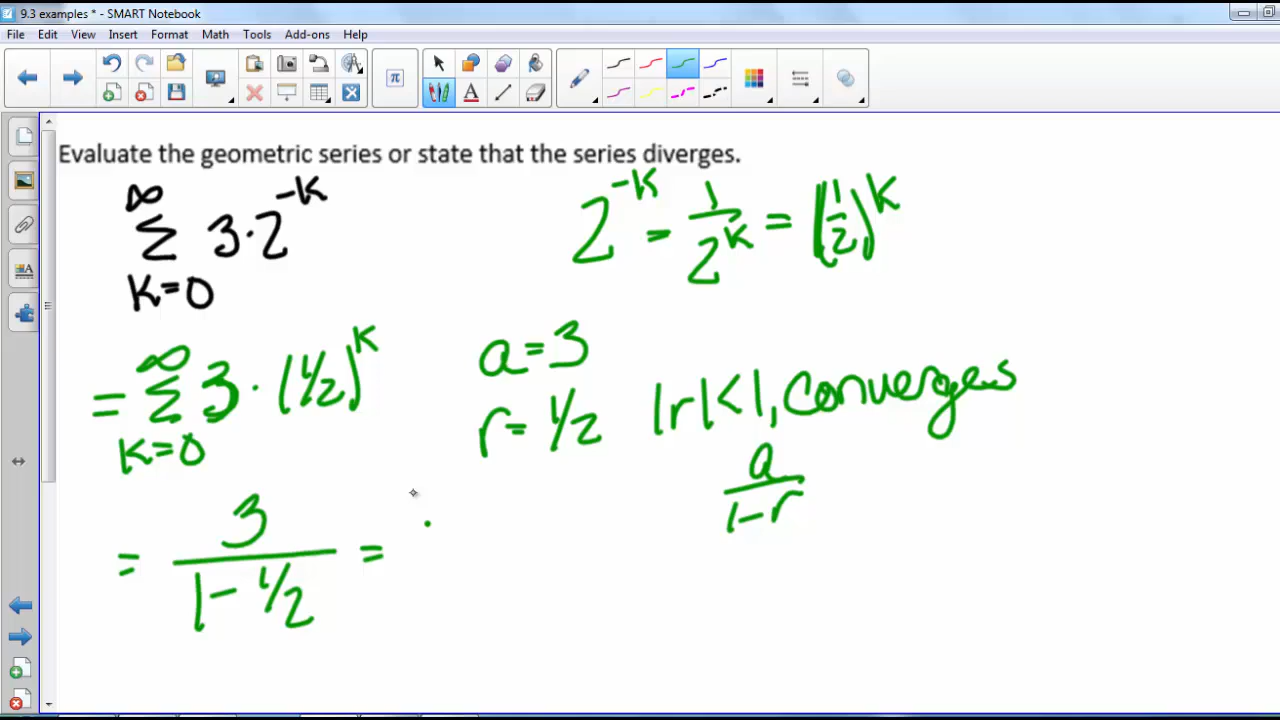 9.3 examples * - SMART Notebook
File Edit View Insert Format Math Tools Add-ons Help
Evaluate the geometric series or state that the series diverges.
∞
Σ 3·2^-K
K=0
2^-K = 1/2^K = (1/2)^K
∞
= Σ 3 · (1/2)^K
K=0
a=3
r= 1/2 |r|<1, converges
a/(1-r)
= 3/(1-1/2) =